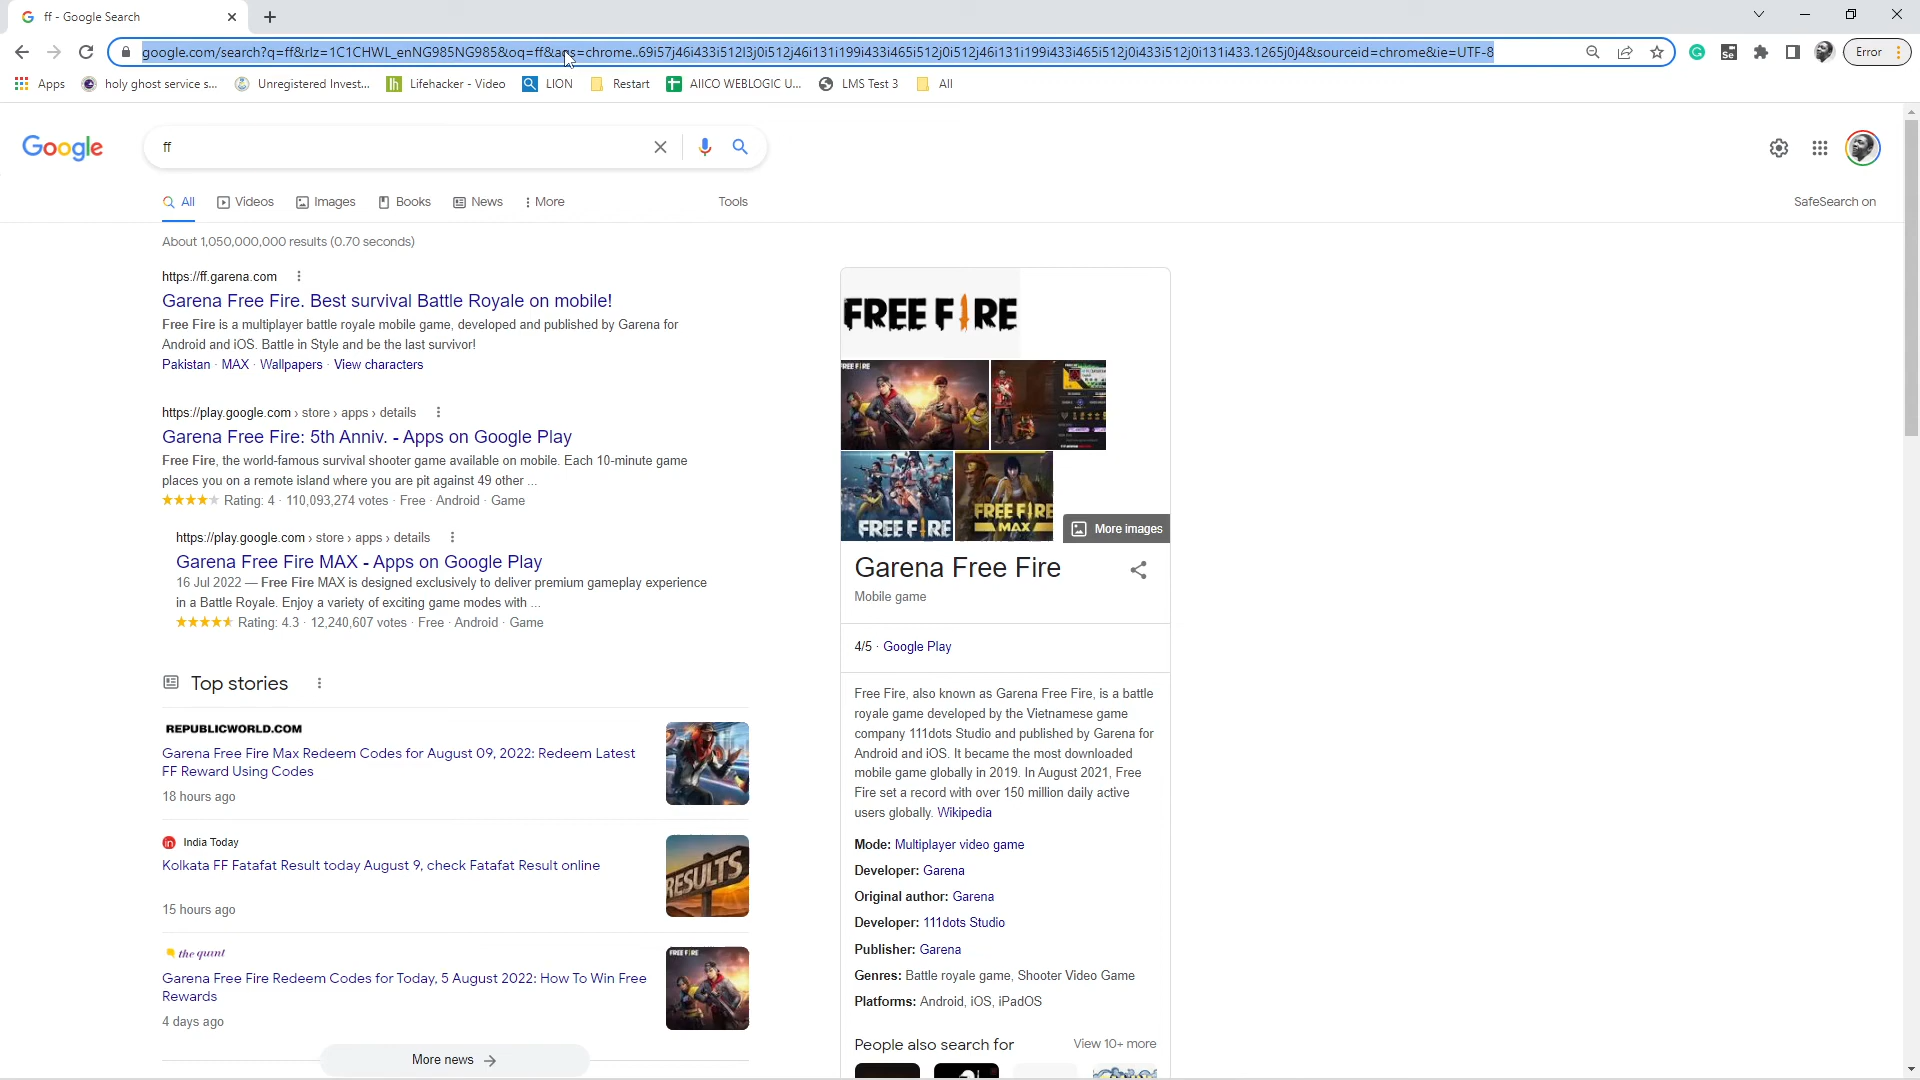 ff - Google Search
google.com/search?q=ff&rlz=1C1CHWL_enNG985NG985&oq=ff&aqs=chrome..69i57j46i433i512l3j0i512j46i131i199i433i465i512j0i512j46i131i199i433i465i512j0i433i512j0i131i433.1265j0j4&sourceid=chrome&ie=UTF-8
Error
Apps
holy ghost service s...
Unregistered Invest...
Lifehacker - Video
LION
Restart
AIICO WEBLOGIC U...
LMS Test 3
All
Google
ff
All
Videos
Images
Books
News
More
Tools
SafeSearch on
About 1,050,000,000 results (0.70 seconds)
https://ff.garena.com
Garena Free Fire. Best survival Battle Royale on mobile!
Free Fire is a multiplayer battle royale mobile game, developed and published by Garena for
Android and iOS. Battle in Style and be the last survivor!
Pakistan · MAX · Wallpapers · View characters
https://play.google.com › store › apps › details
Garena Free Fire: 5th Anniv. - Apps on Google Play
Free Fire, the world-famous survival shooter game available on mobile. Each 10-minute game
places you on a remote island where you are pit against 49 other ...
Rating: 4 · 110,093,274 votes · Free · Android · Game
https://play.google.com › store › apps › details
Garena Free Fire MAX - Apps on Google Play
16 Jul 2022 — Free Fire MAX is designed exclusively to deliver premium gameplay experience
in a Battle Royale. Enjoy a variety of exciting game modes with ...
Rating: 4.3 · 12,240,607 votes · Free · Android · Game
Top stories
REPUBLICWORLD.COM
Garena Free Fire Max Redeem Codes for August 09, 2022: Redeem Latest
FF Reward Using Codes
18 hours ago
India Today
Kolkata FF Fatafat Result today August 9, check Fatafat Result online
RESULTS
15 hours ago
the quint
Garena Free Fire Redeem Codes for Today, 5 August 2022: How To Win Free
Rewards
FREE FIRE
4 days ago
More news
FREE FIRE
FREE FIRE
FREE FIRE
FREE FIRE
MAX
More images
Garena Free Fire
Mobile game
4/5 · Google Play
Free Fire, also known as Garena Free Fire, is a battle
royale game developed by the Vietnamese game
company 111dots Studio and published by Garena for
Android and iOS. It became the most downloaded
mobile game globally in 2019. In August 2021, Free
Fire set a record with over 150 million daily active
users globally. Wikipedia
Mode: Multiplayer video game
Developer: Garena
Original author: Garena
Developer: 111dots Studio
Publisher: Garena
Genres: Battle royale game, Shooter Video Game
Platforms: Android, iOS, iPadOS
People also search for
View 10+ more